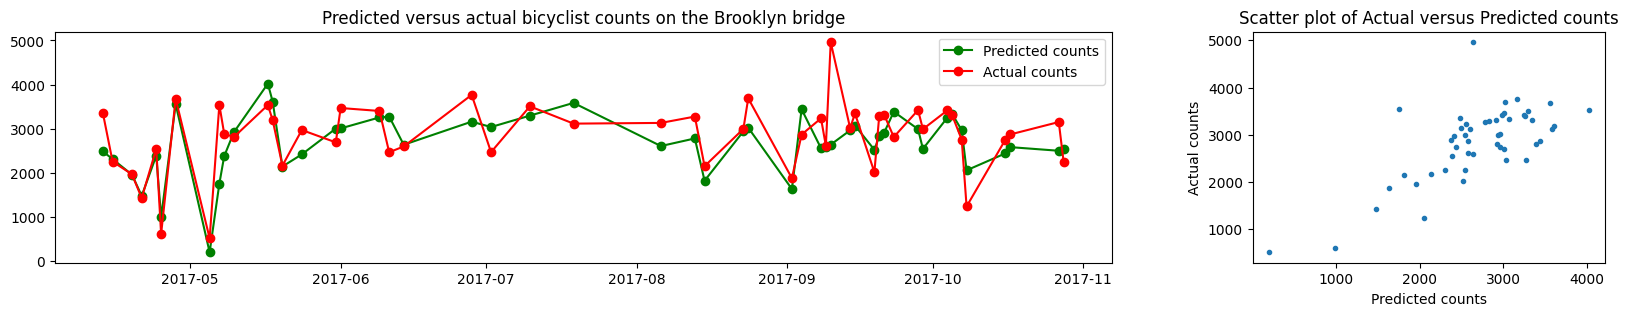 Predicted versus actual bicyclist counts on the Brooklyn bridge
5000
4000
3000
2000
1000
0
Predicted counts
Actual counts
2017-05 2017-06 2017-07 2017-08 2017-09 2017-10 2017-11
Scatter plot of Actual versus Predicted counts
Actual counts
5000
4000
3000
2000
1000
1000 2000 3000 4000
Predicted counts